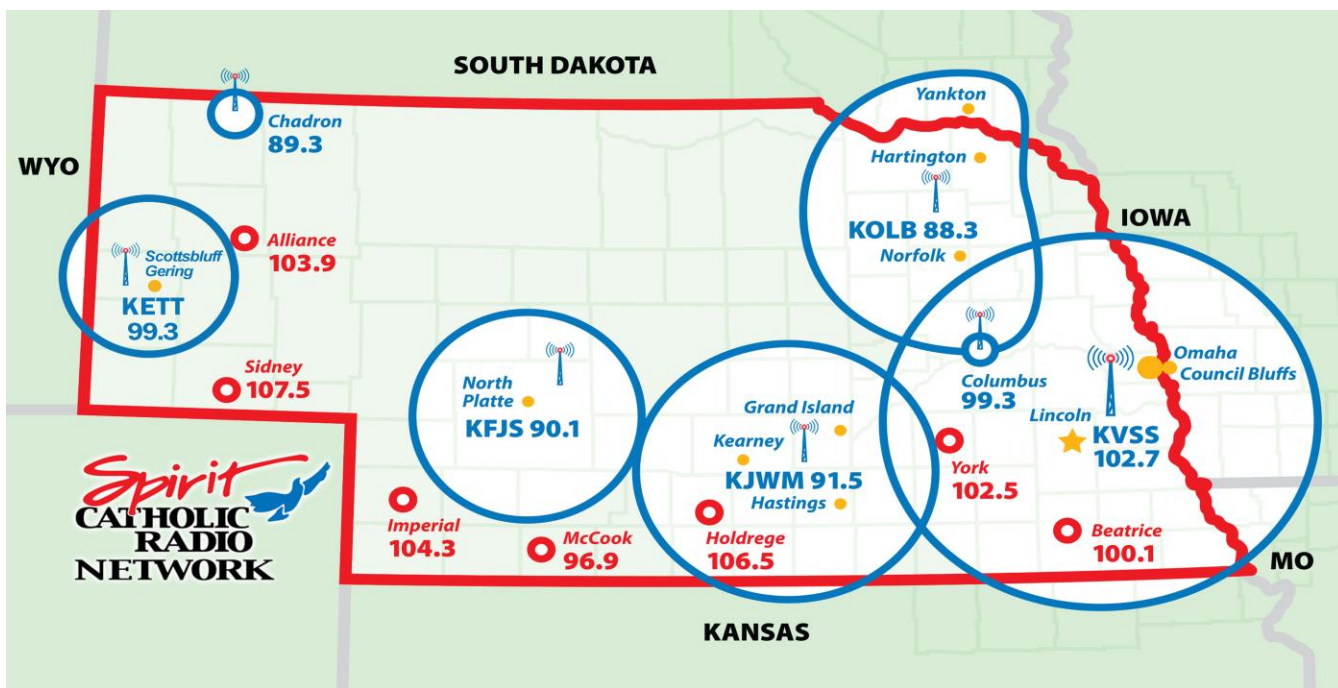 SOUTH DAKOTA
WYO
IOWA
MO
KANSAS
Chadron
89.3
Scottsbluff
Gering
KETT
99.3
Alliance
103.9
Sidney
107.5
North
Platte
KFJS 90.1
Imperial
104.3
McCook
96.9
Grand Island
Kearney
KJWM 91.5
Hastings
Holdrege
106.5
Yankton
Hartington
KOLB 88.3
Norfolk
Columbus
99.3
York
102.5
Lincoln
KVSS
102.7
Omaha
Council Bluffs
Beatrice
100.1
Spirit
CATHOLIC
RADIO
NETWORK